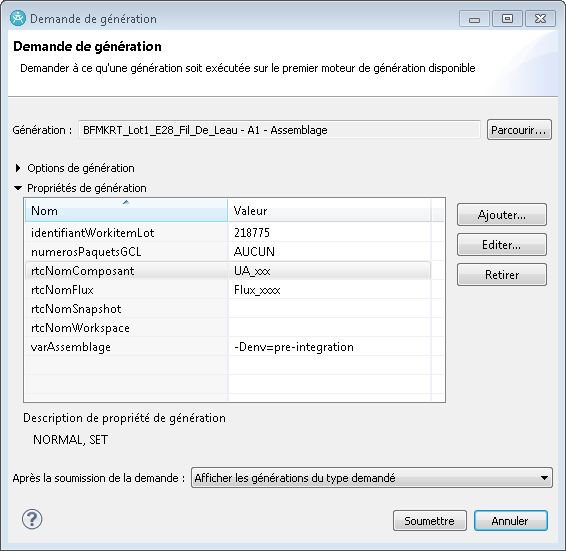 Demande de génération
Demande de génération
Demander à ce qu'une génération soit exécutée sur le premier moteur de génération disponible
Génération : BFMKRT_Lot1_E28_Fil_De_Leau - A1 - Assemblage Parcourir...
Options de génération
Propriétés de génération
Nom Valeur
identifiantWorkitemLot 218775
numerosPaquetsGCL AUCUN
rtcNomComposant UA_xxx
rtcNomFlux Flux_xxxx
rtcNomSnapshot
rtcNomWorkspace
varAssemblage -Denv=pre-integration
Ajouter...
Editer...
Retirer
Description de propriété de génération
NORMAL, SET
Après la soumission de la demande : Afficher les générations du type demandé
? Soumettre Annuler